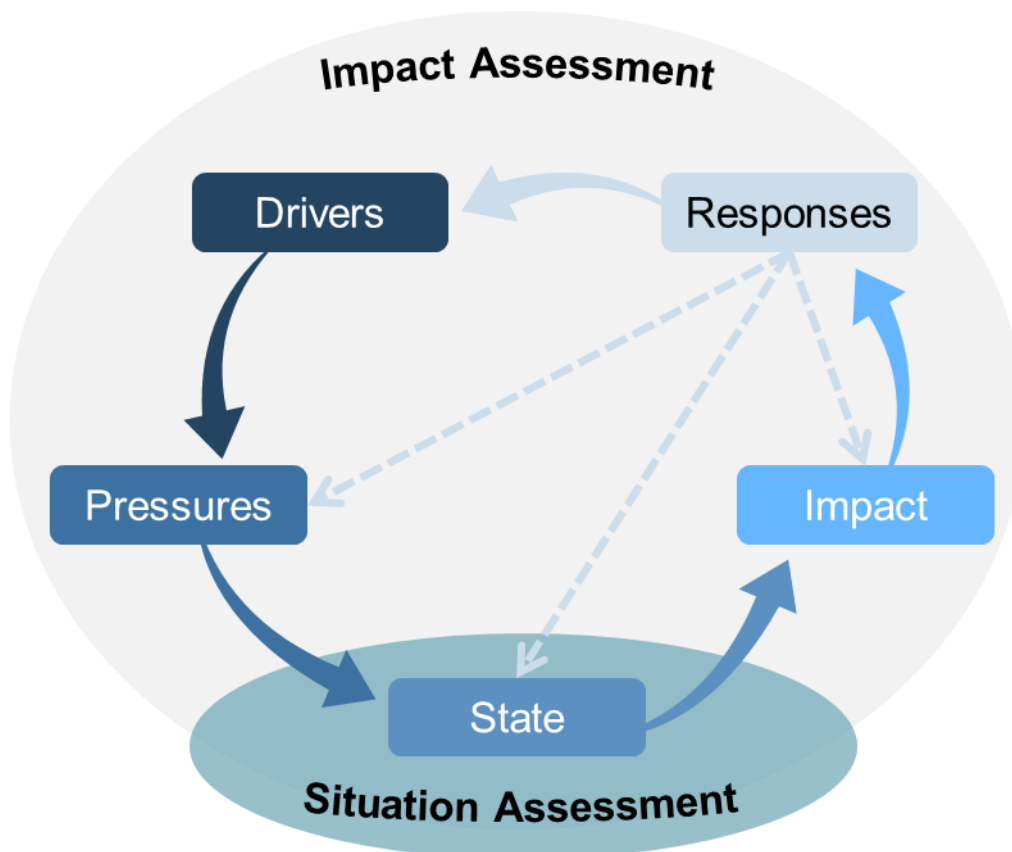 Impact Assessment
Drivers
Responses
Pressures
Impact
State
Situation Assessment